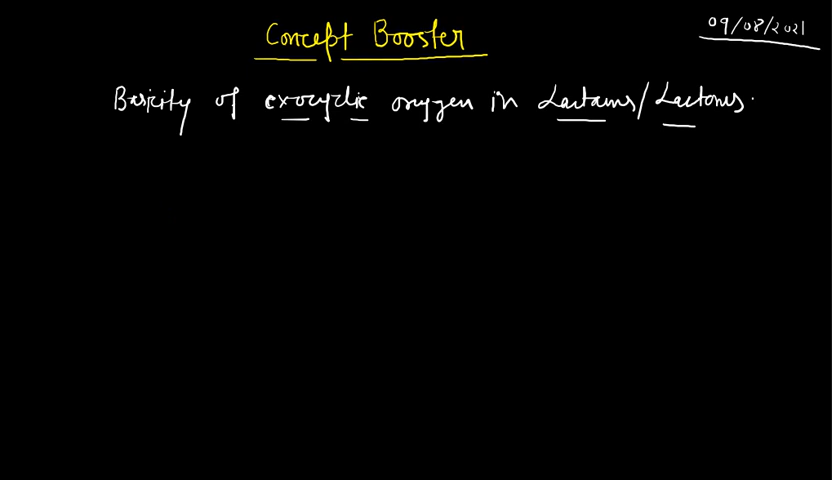 Concept Booster
09/08/2021
Basicity of exocyclic oxygen in Lactams/Lactones.